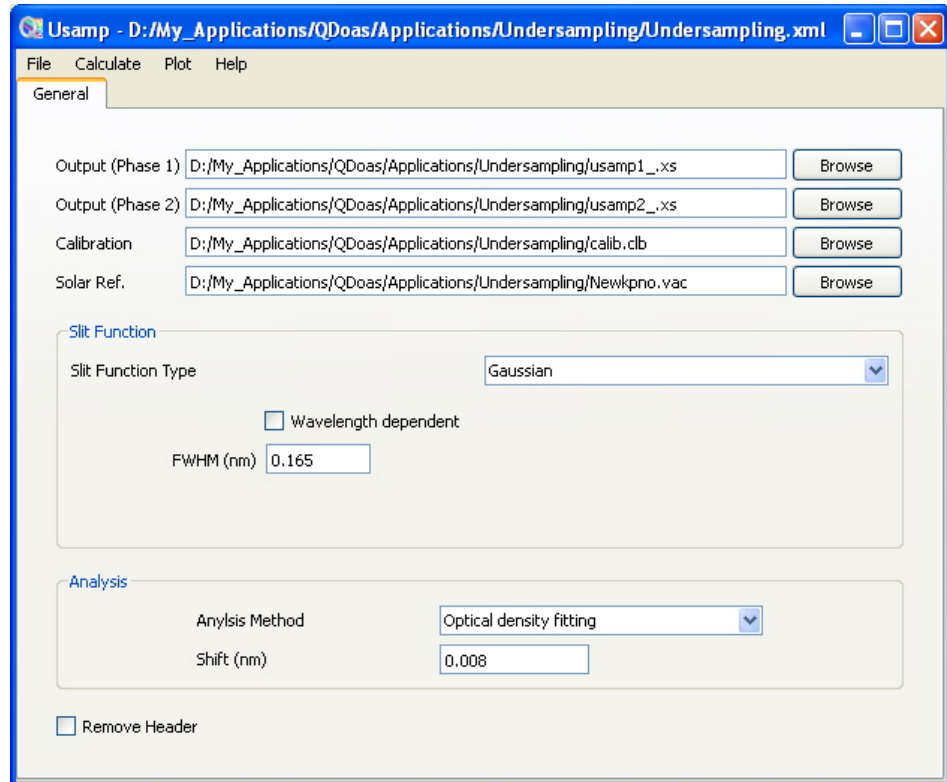 Usamp - D:/My_Applications/QDoas/Applications/Undersampling/Undersampling.xml
File Calculate Plot Help
General
Output (Phase 1) D:/My_Applications/QDoas/Applications/Undersampling/usamp1_.xs Browse
Output (Phase 2) D:/My_Applications/QDoas/Applications/Undersampling/usamp2_.xs Browse
Calibration D:/My_Applications/QDoas/Applications/Undersampling/calib.clb Browse
Solar Ref. D:/My_Applications/QDoas/Applications/Undersampling/Newkpno.vac Browse
Slit Function
Slit Function Type Gaussian
Wavelength dependent
FWHM (nm) 0.165
Analysis
Anylsis Method Optical density fitting
Shift (nm) 0.008
Remove Header